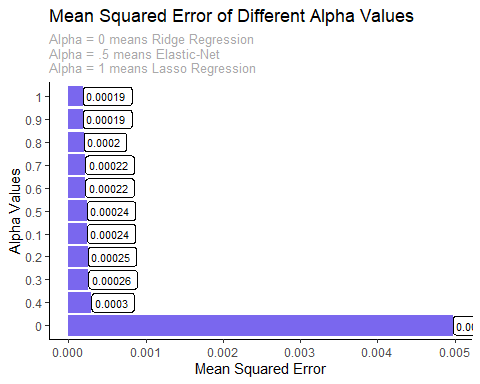 Mean Squared Error of Different Alpha Values
Alpha = 0 means Ridge Regression
Alpha = .5 means Elastic-Net
Alpha = 1 means Lasso Regression
Alpha Values
1 0.00019
0.9 0.00019
0.8 0.0002
0.7 0.00022
0.6 0.00022
0.5 0.00024
0.1 0.00024
0.2 0.00025
0.3 0.00026
0.4 0.0003
0
0.000 0.001 0.002 0.003 0.004 0.005
Mean Squared Error